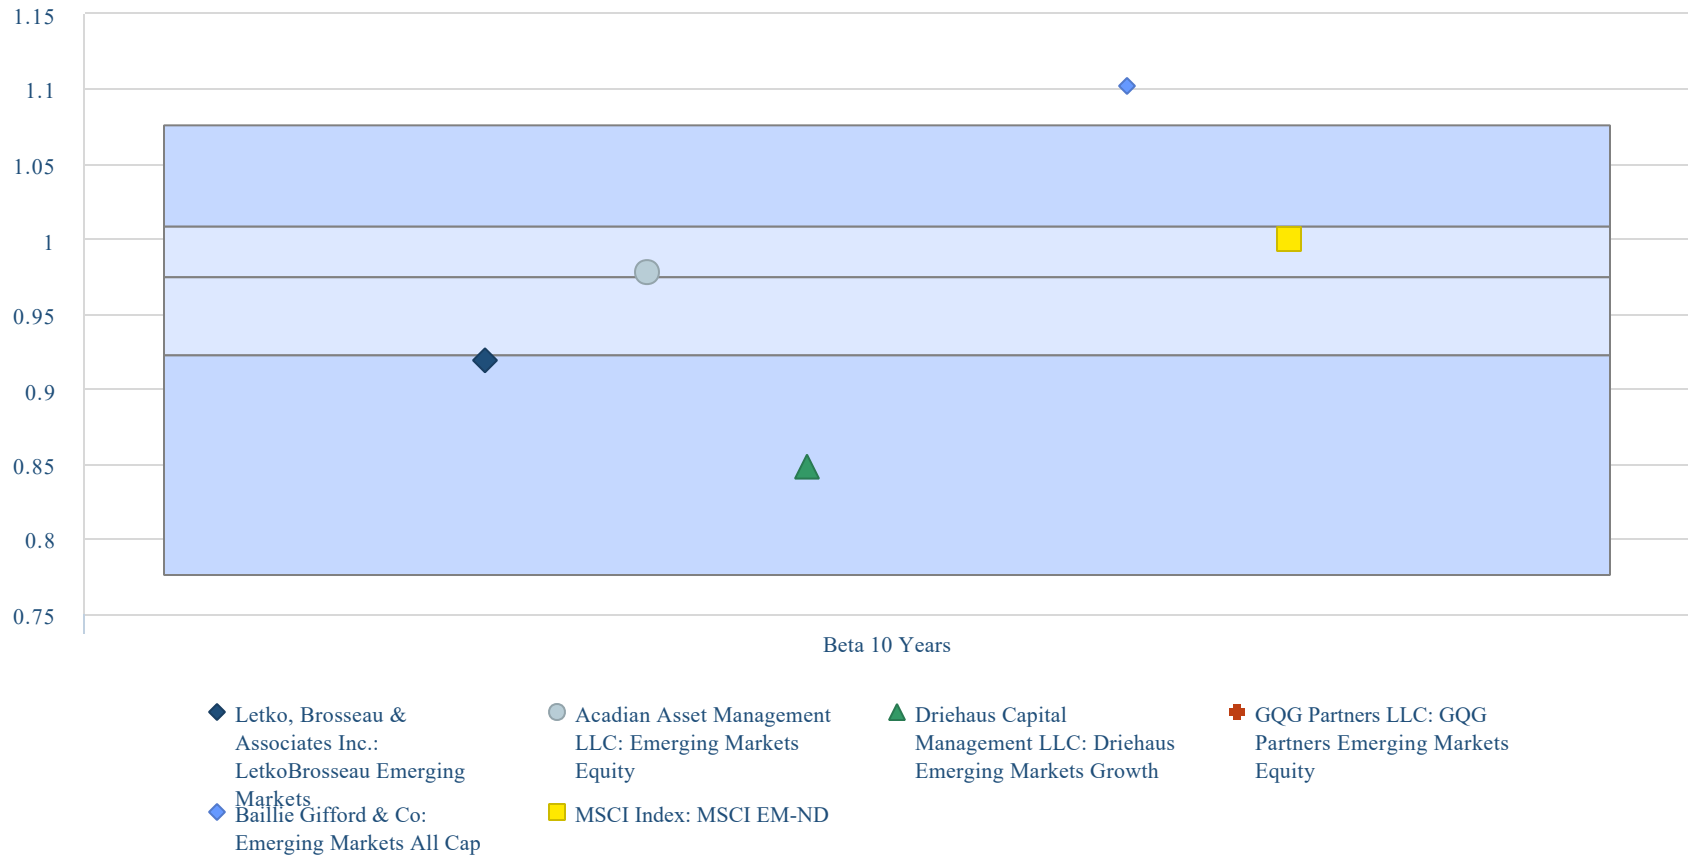 1.15
1.1
1.05
1
0.95
0.9
0.85
0.8
0.75
Beta 10 Years
Letko, Brosseau &
Associates Inc.:
LetkoBrosseau Emerging
Markets
Acadian Asset Management
LLC: Emerging Markets
Equity
Driehaus Capital
Management LLC: Driehaus
Emerging Markets Growth
GQG Partners LLC: GQG
Partners Emerging Markets
Equity
Baillie Gifford & Co:
Emerging Markets All Cap
MSCI Index: MSCI EM-ND